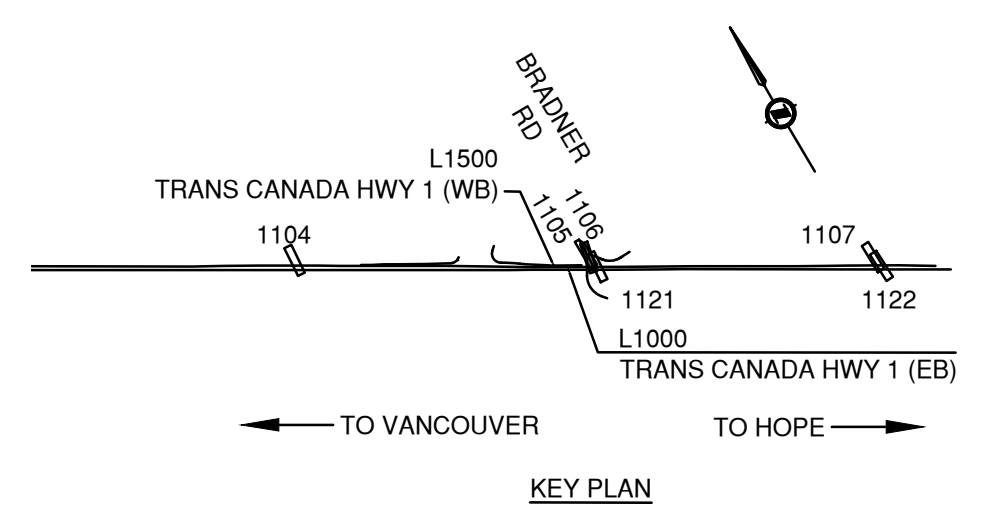 BRADNER
RD
L1500
TRANS CANADA HWY 1 (WB)
1105
1106
1104
1107
1121
1122
L1000
TRANS CANADA HWY 1 (EB)
TO VANCOUVER
TO HOPE
KEY PLAN